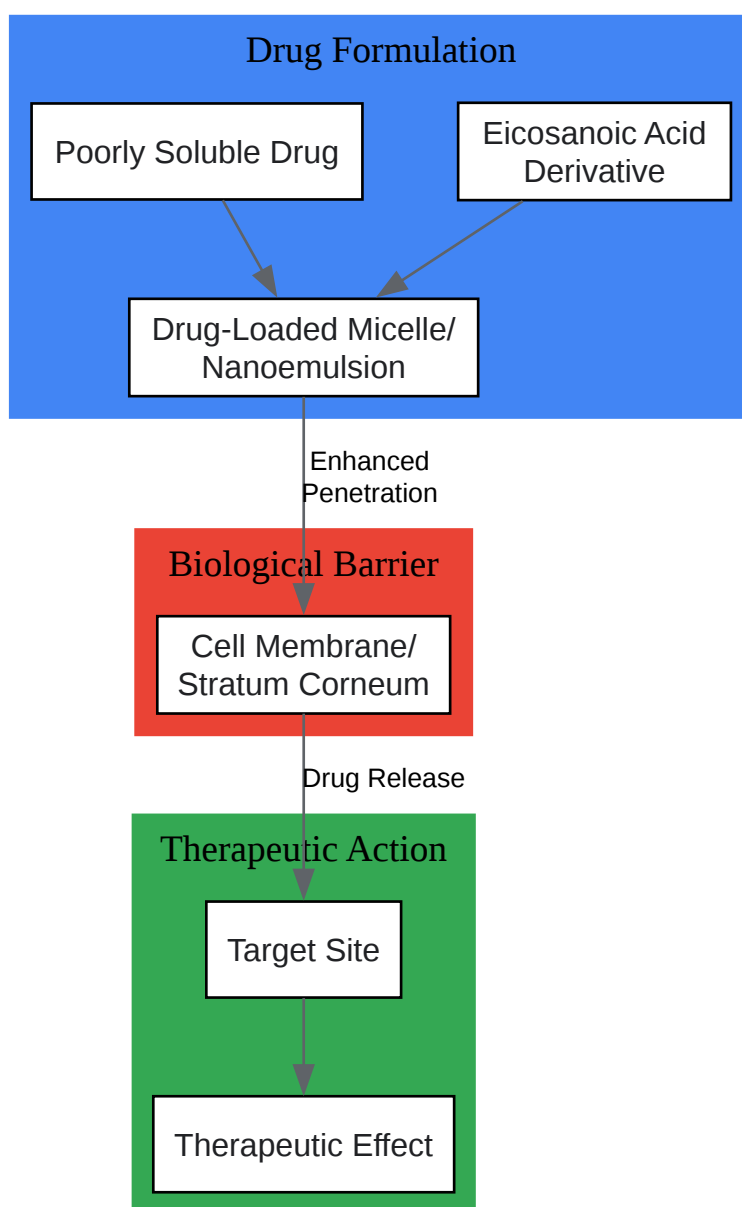 Drug Formulation
Poorly Soluble Drug
Eicosanoic Acid
Derivative
Drug-Loaded Micelle/
Nanoemulsion
Enhanced
Penetration
Biological Barrier
Cell Membrane/
Stratum Corneum
Drug Release
Therapeutic Action
Target Site
Therapeutic Effect